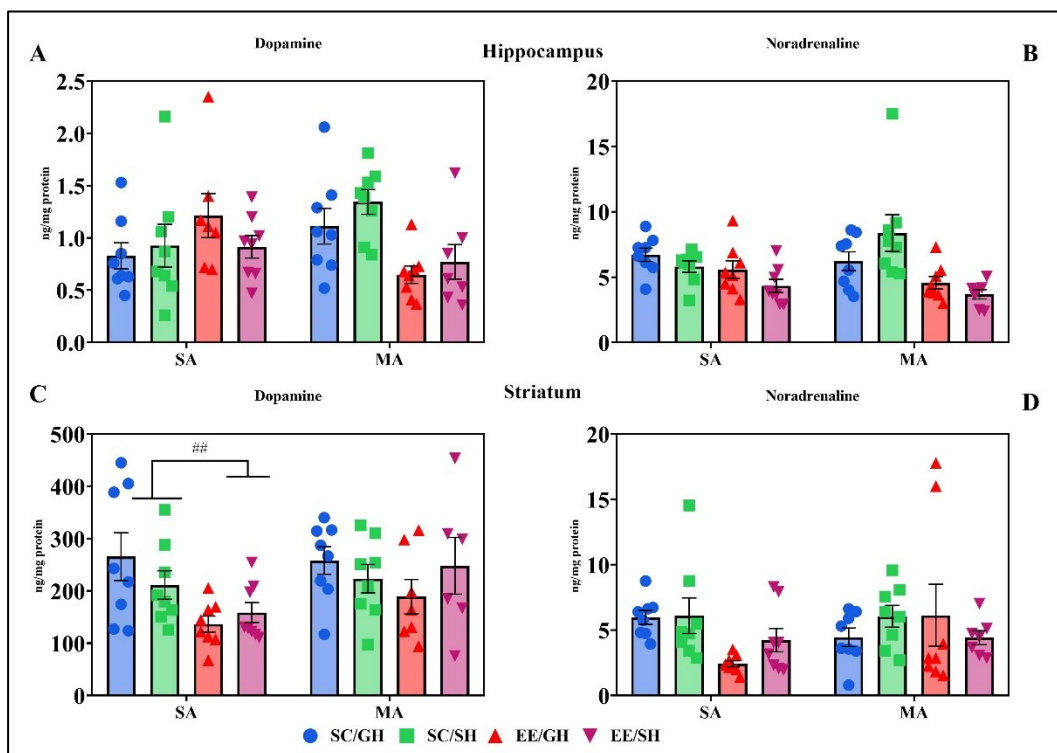 Dopamine
Noradrenaline
A
Hippocampus
B
2.5
2.0
1.5
1.0
0.5
0.0
ng/mg protein
SA
MA
20
15
10
5
0
ng/mg protein
SA
MA
C
Dopamine
Striatum
Noradrenaline
D
500
400
300
200
100
0
ng/mg protein
##
SA
MA
20
15
10
5
0
ng/mg protein
SA
MA
SC/GH SC/SH EE/GH EE/SH